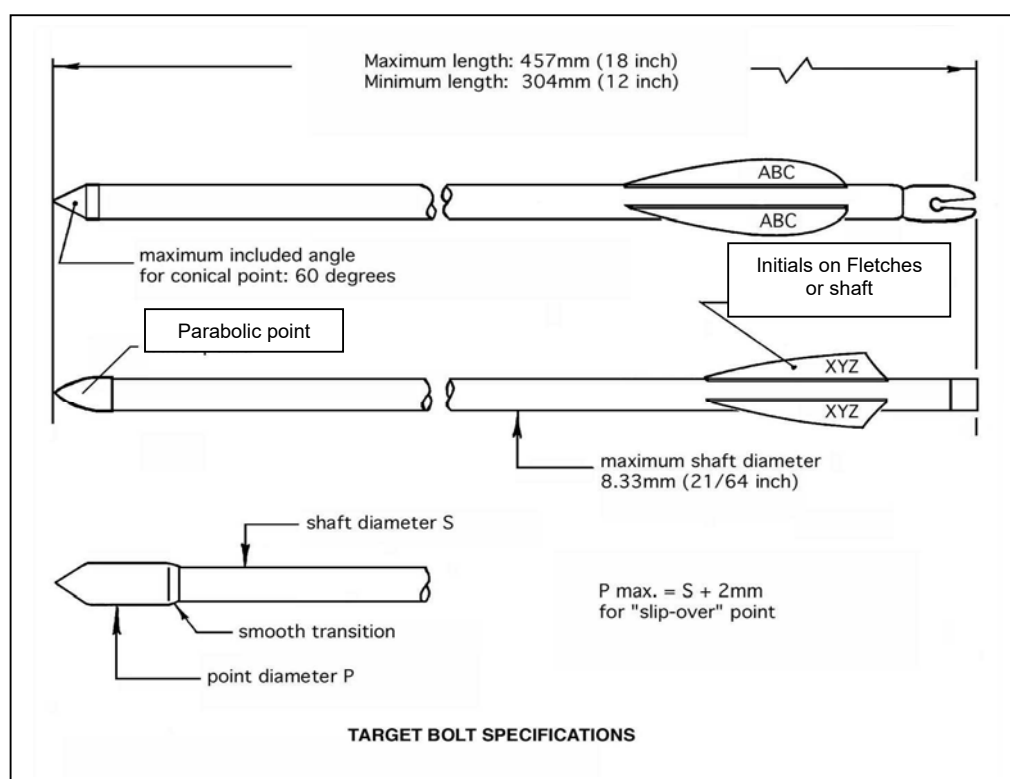 Maximum length: 457mm (18 inch)
Minimum length: 304mm (12 inch)
ABC
ABC
maximum included angle
for conical point: 60 degrees
Initials on Fletches
or shaft
Parabolic point
XYZ
XYZ
maximum shaft diameter
8.33mm (21/64 inch)
shaft diameter S
P max. = S + 2mm
for "slip-over" point
smooth transition
point diameter P
TARGET BOLT SPECIFICATIONS